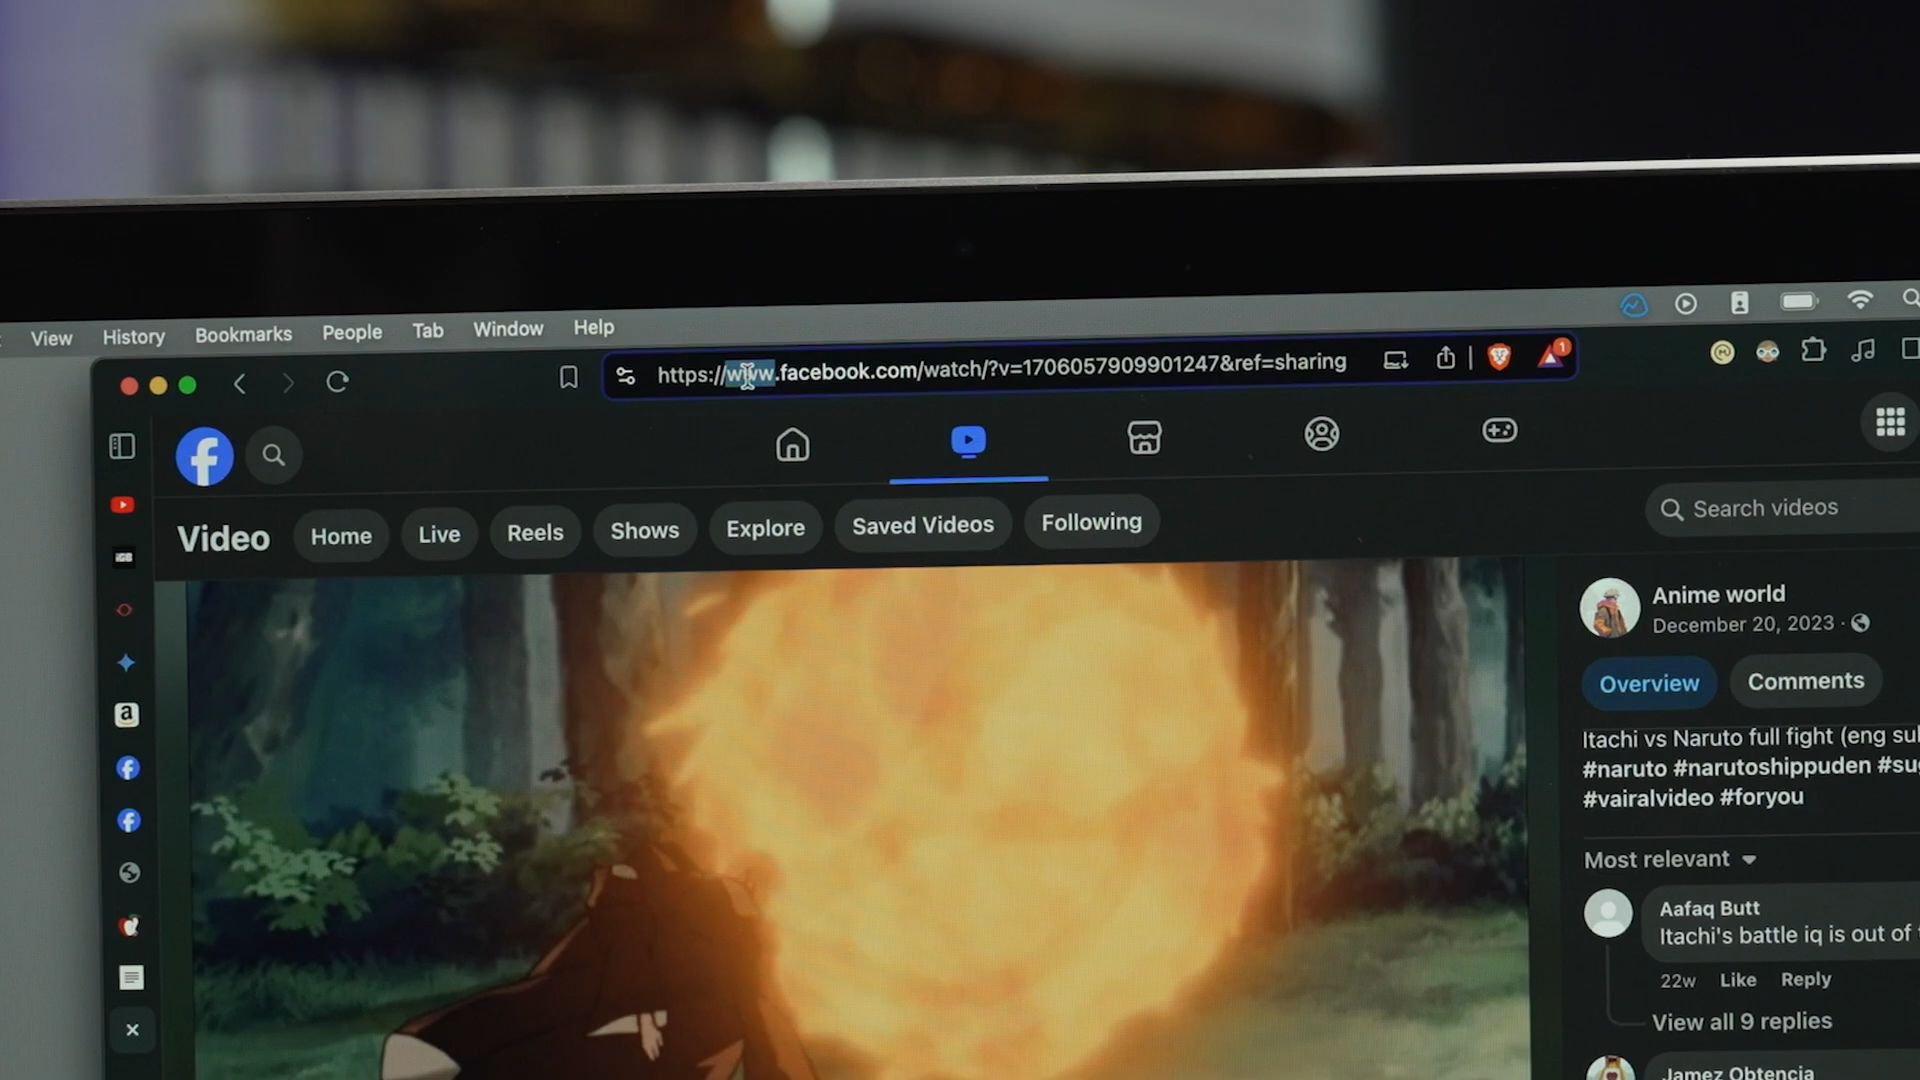 View History Bookmarks People Tab Window Help
https://www.facebook.com/watch/?v=1706057909901247&ref=sharing
1
Video Home Live Reels Shows Explore Saved Videos Following
Search videos
Anime world
December 20, 2023 ·
Overview Comments
Itachi vs Naruto full fight (eng
#naruto #narutoshippuden
#vairalvideo #foryou
Most relevant
Aafaq Butt
Itachi's battle iq is out of
22w Like Reply
View all 9 replies
Jamez Obtencia